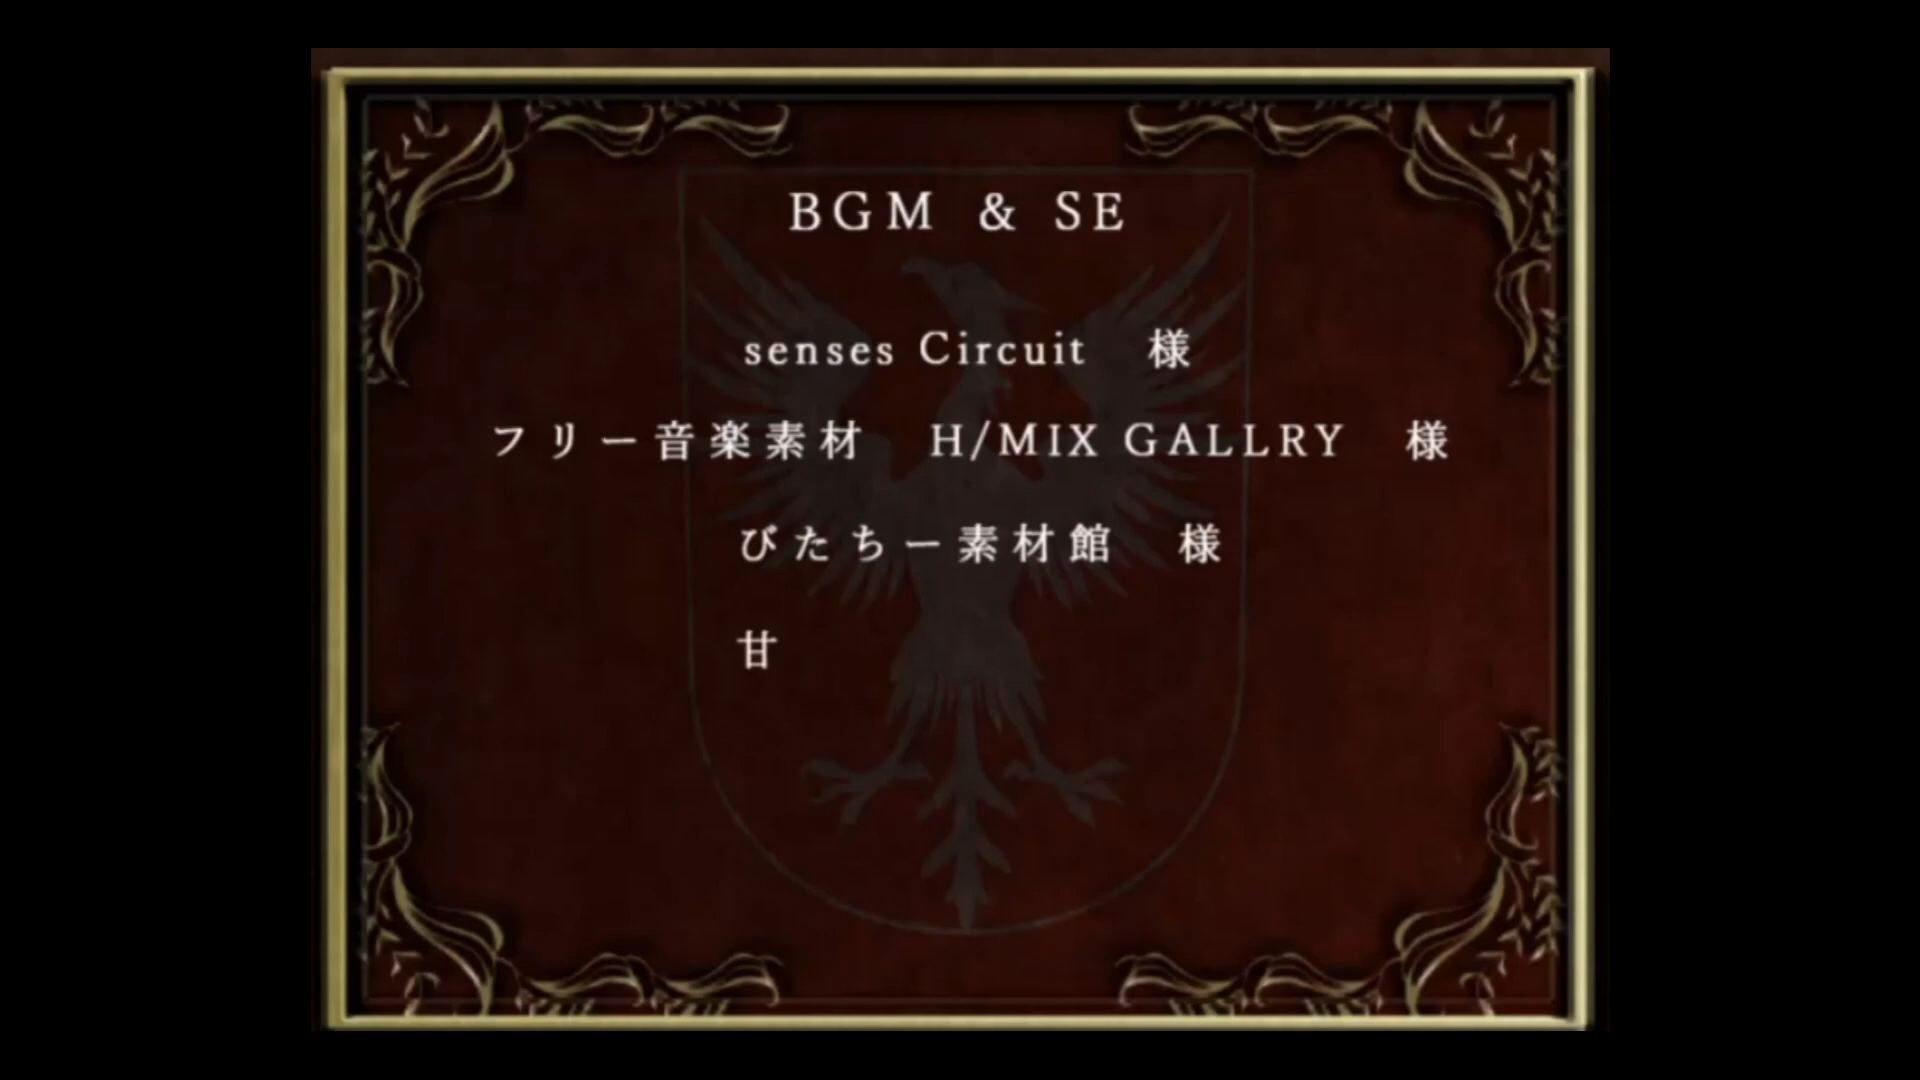 BGM & SE
senses Circuit　様
フリー音楽素材　H/MIX GALLRY　様
びたちー素材館　様
甘